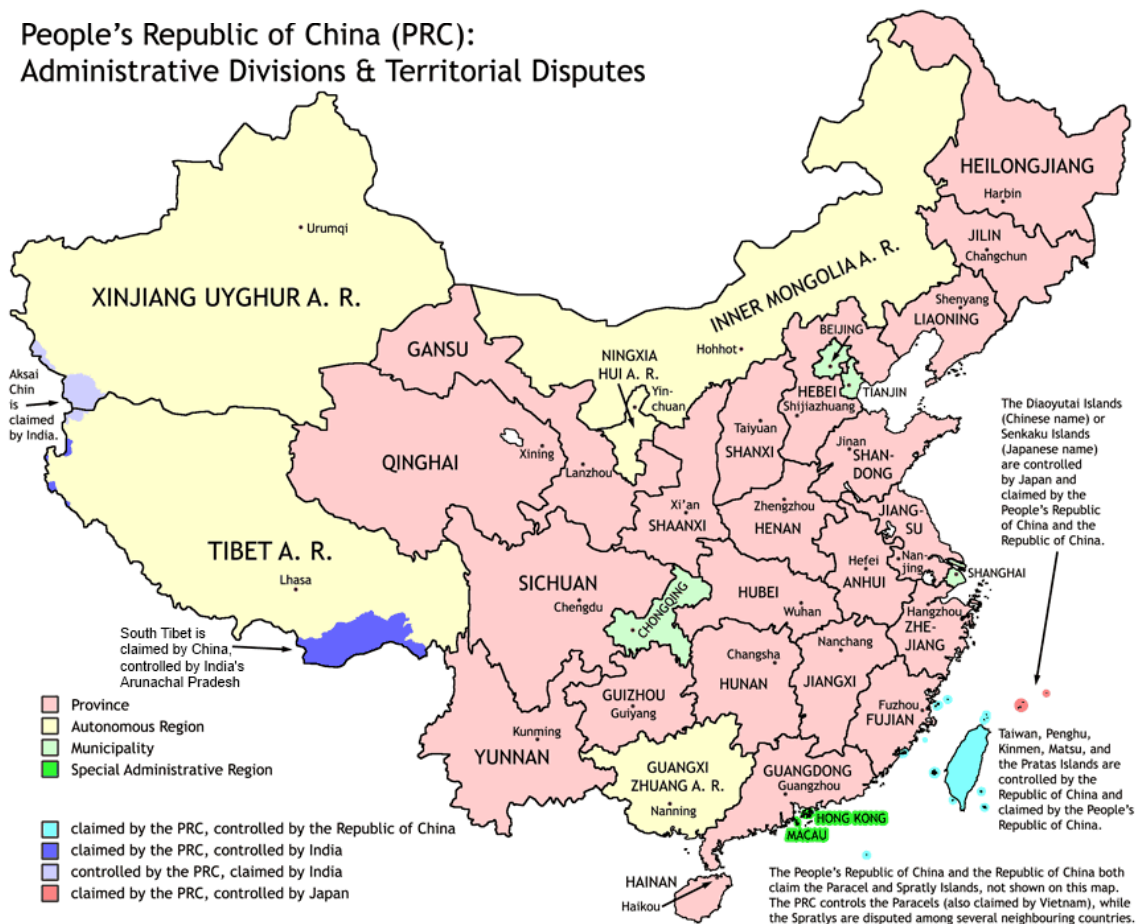 People's Republic of China (PRC):
Administrative Divisions & Territorial Disputes
HEILONGJIANG
Harbin
JILIN
Changchun
Urumqi
XINJIANG UYGHUR A. R.
INNER MONGOLIA A. R.
Shenyang
LIAONING
BEIJING
GANSU
Hohhot
NINGXIA
HUI A. R.
Yin-
chuan
HEBEI
Shijiazhuang
TIANJIN
Aksai
Chin
is
claimed
by India.
Taiyuan
SHANXI
Jinan
SHAN-
DONG
QINGHAI
Xining
Lanzhou
The Diaoyutai Islands
(Chinese name) or
Senkaku Islands
(Japanese name)
are controlled
by Japan and
claimed by the
People's Republic
of China and the
Republic of China.
Xi'an
SHAANXI
Zhengzhou
HENAN
JIANG-
SU
TIBET A. R.
Lhasa
SICHUAN
Chengdu
CHONGQING
HUBEI
Wuhan
Hefei
ANHUI
Nan-
jing
SHANGHAI
Hangzhou
ZHE-
JIANG
South Tibet is
claimed by China,
controlled by India's
Arunachal Pradesh
Changsha
HUNAN
Nanchang
JIANGXI
GUIZHOU
Guiyang
Fuzhou
FUJIAN
Kunming
YUNNAN
GUANGXI
ZHUANG A. R.
Nanning
GUANGDONG
Guangzhou
Taiwan, Penghu,
Kinmen, Matsu, and
the Pratas Islands are
controlled by the
Republic of China and
claimed by the People's
Republic of China.
HONG KONG
MACAU
HAINAN
Haikou
Province
Autonomous Region
Municipality
Special Administrative Region
claimed by the PRC, controlled by the Republic of China
claimed by the PRC, controlled by India
controlled by the PRC, claimed by India
claimed by the PRC, controlled by Japan
The People's Republic of China and the Republic of China both
claim the Paracel and Spratly Islands, not shown on this map.
The PRC controls the Paracels (also claimed by Vietnam), while
the Spratlys are disputed among several neighbouring countries.